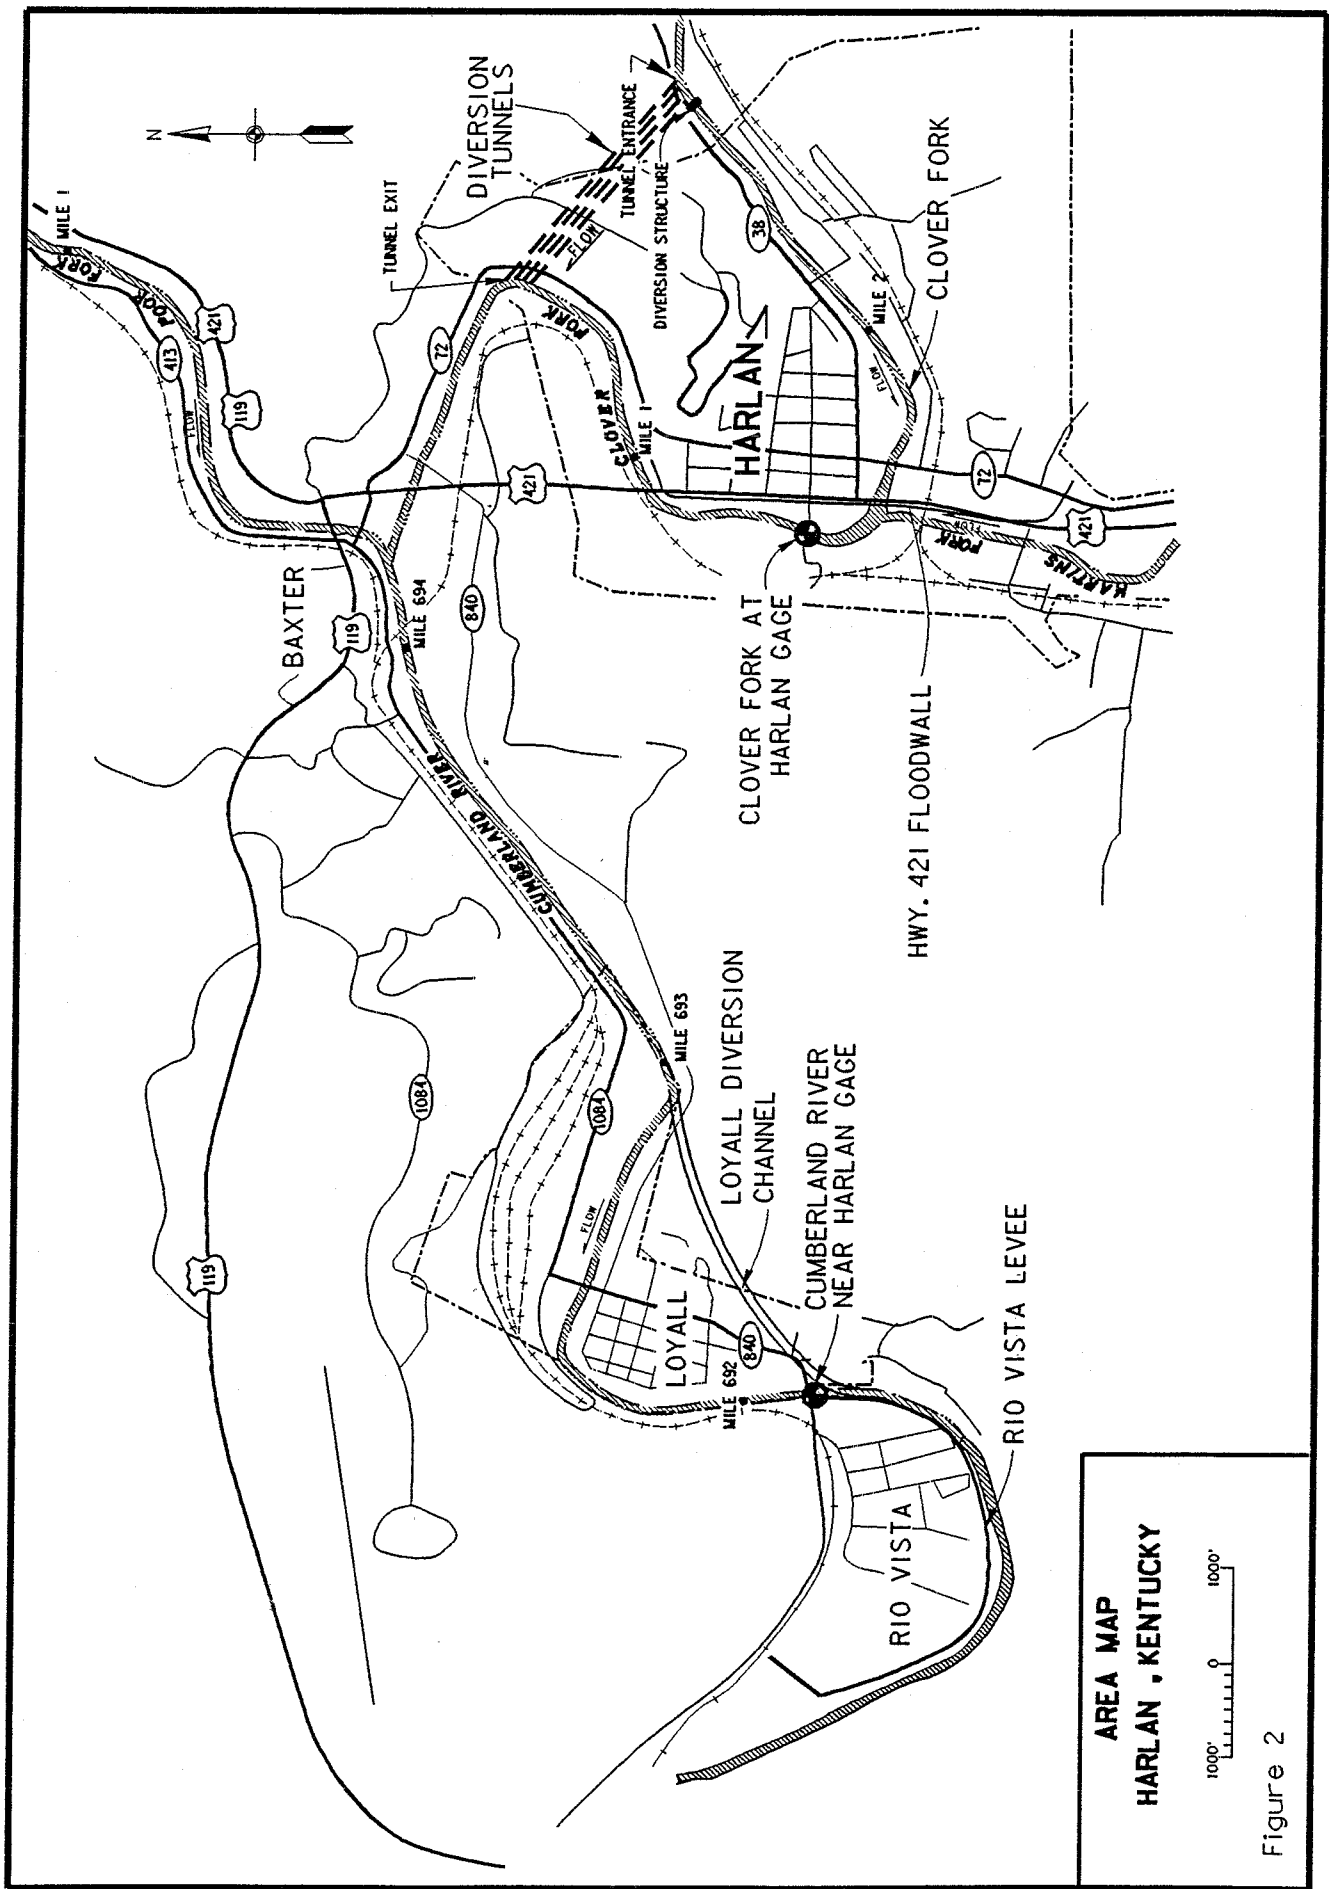 N
MILE 1
POOR
FORK
413
421
119
FLOW
TUNNEL EXIT
DIVERSION
TUNNELS
TUNNEL ENTRANCE
DIVERSION STRUCTURE
FLOW
72
FORK
CLOVER
MILE 1
38
MILE 2
FLOW
CLOVER FORK
HARLAN
421
72
421
FLOW
MARTINS
FORK
BAXTER
119
MILE 694
840
CLOVER FORK AT
HARLAN GAGE
HWY. 421 FLOODWALL
CUMBERLAND RIVER
MILE 693
1084
1084
119
FLOW
LOYALL DIVERSION
CHANNEL
CUMBERLAND RIVER
NEAR HARLAN GAGE
LOYALL
840
MILE 692
RIO VISTA LEVEE
RIO VISTA
AREA MAP
HARLAN , KENTUCKY
1000' 0 1000'
Figure 2